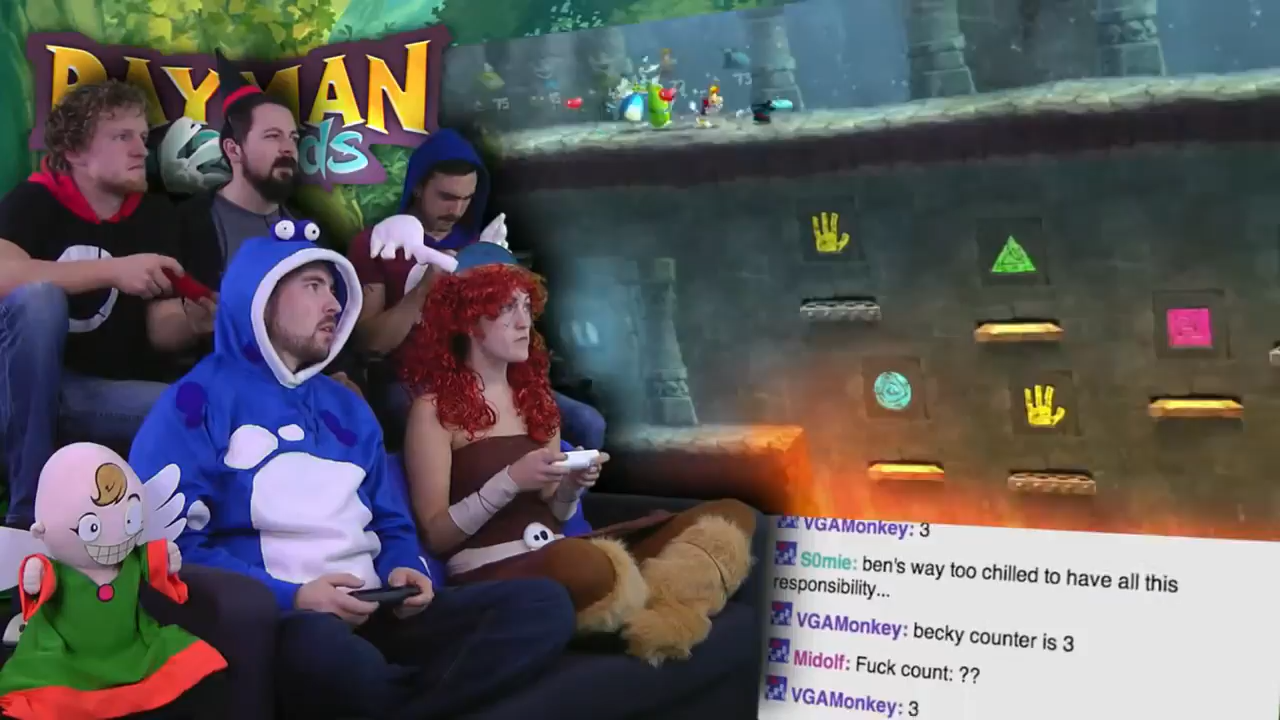 RAYMAN
ds
VGAMonkey: 3
S0mie: ben's way too chilled to have all this
responsibility...
VGAMonkey: becky counter is 3
Midolf: Fuck count: ??
VGAMonkey: 3